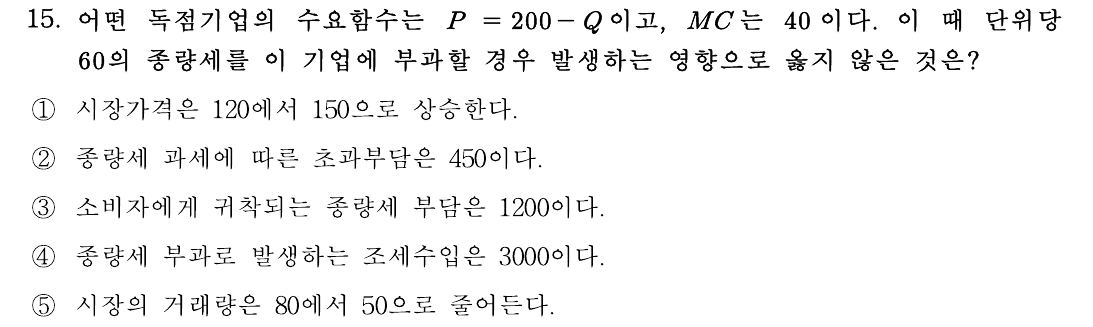 15. 어떤 독점기업의 수요함수는 P = 200 - Q이고, MC는 40이다. 이 때 단위당
60의 종량세를 이 기업에 부과할 경우 발생하는 영향으로 옳지 않은 것은?
① 시장가격은 120에서 150으로 상승한다.
② 종량세 과세에 따른 초과부담은 450이다.
③ 소비자에게 귀착되는 종량세 부담은 1200이다.
④ 종량세 부과로 발생하는 조세수입은 3000이다.
⑤ 시장의 거래량은 80에서 50으로 줄어든다.